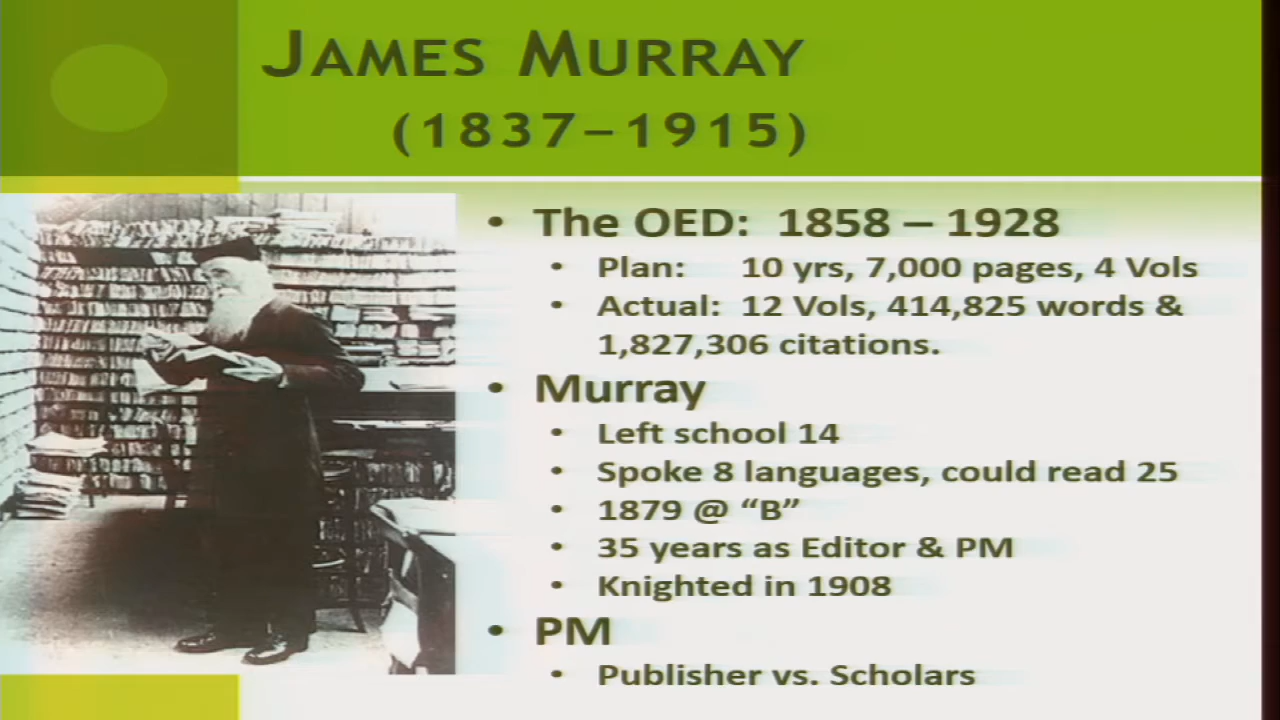 JAMES MURRAY
(1837–1915)
• The OED: 1858 – 1928
• Plan: 10 yrs, 7,000 pages, 4 Vols
• Actual: 12 Vols, 414,825 words &
1,827,306 citations.
• Murray
• Left school 14
• Spoke 8 languages, could read 25
• 1879 @ “B”
• 35 years as Editor & PM
• Knighted in 1908
• PM
• Publisher vs. Scholars